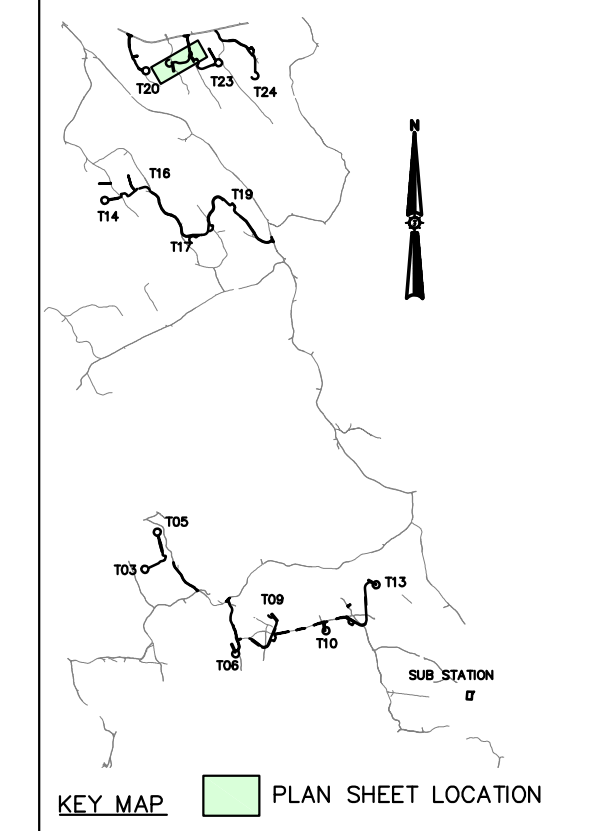 T20
T23
T24
N
T16
T14
T19
T17
T05
T03
T13
T09
T10
T06
SUB STATION
KEY MAP
PLAN SHEET LOCATION